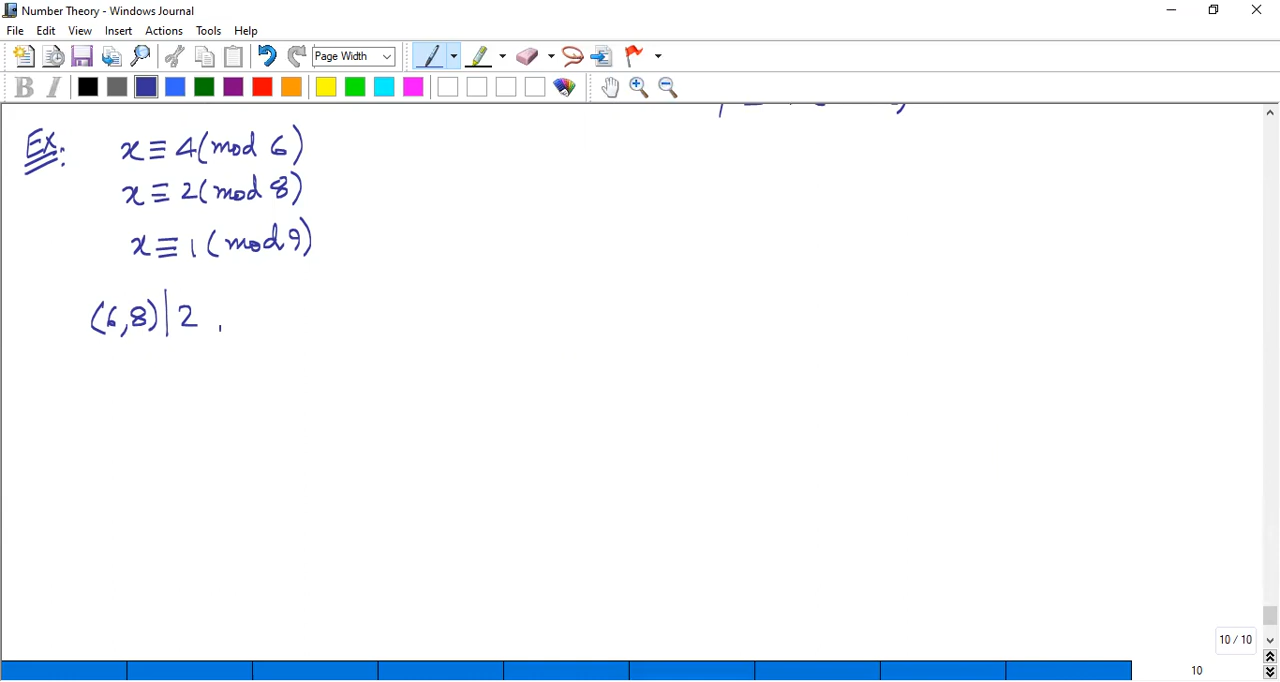 Number Theory - Windows Journal
File Edit View Insert Actions Tools Help
Page Width
B I
Ex:
x ≡ 4 (mod 6)
x ≡ 2 (mod 8)
x ≡ 1 (mod 9)
(6,8) | 2 ,
10 / 10
10